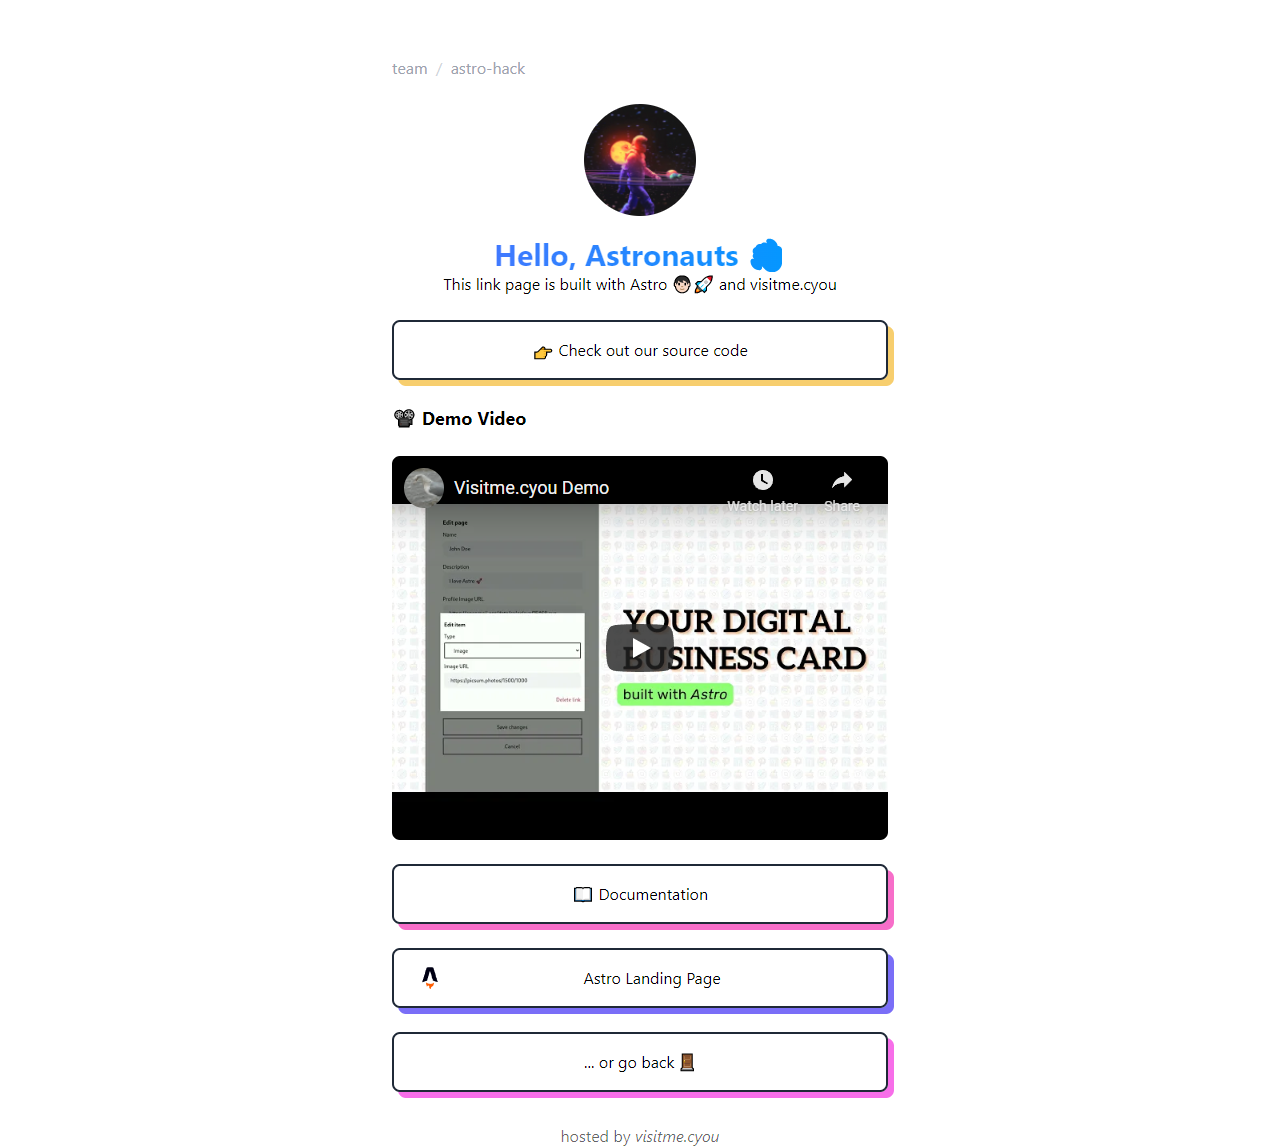 team / astro-hack
Hello, Astronauts
This link page is built with Astro 🧑🏻🚀 and visitme.cyou
👉 Check out our source code
📽 Demo Video
Visitme.cyou Demo
Watch later
Share
Edit page
Name
John Doe
Description
I love Astro 🚀
Profile Image URL
Edit item
Type
Image
Image URL
https://picsum.photos/1500/1000
Delete link
Save changes
Cancel
YOUR DIGITAL
BUSINESS CARD
built with Astro
📖 Documentation
Astro Landing Page
... or go back 🚪
hosted by visitme.cyou